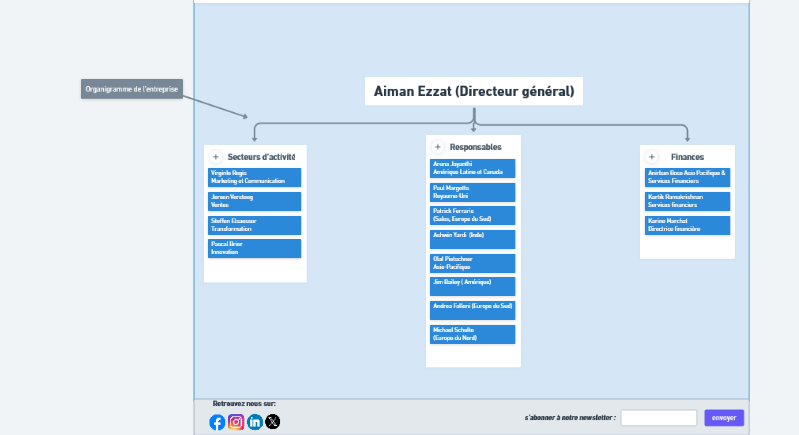 Organigramme de l'entreprise
Aiman Ezzat (Directeur général)
+ Secteurs d'activité
Virginie Regis
Marketing et Communication
Jeroen Versteeg
Ventes
Steffen Elsaesser
Transformation
Pascal Brier
Innovation
+ Responsables
Aruna Jayanthi
Amérique Latine et Canada
Paul Margetts
Royaume-Uni
Patrick Ferraris
(Sales, Europe du Sud)
Ashwin Yardi (Inde)
Olaf Pietschner
Asie-Pacifique
Jim Bailey ( Amérique)
Andrea Falleni (Europe du Sud)
Michael Schulte
(Europe du Nord)
+ Finances
Anirban Bose Asie Pacifique &
Services Financiers
Kartik Ramakrishnan
Services financiers
Karine Marchat
Directrice financière
Retrouvez nous sur:
s'abonner à notre newsletter :
envoyer